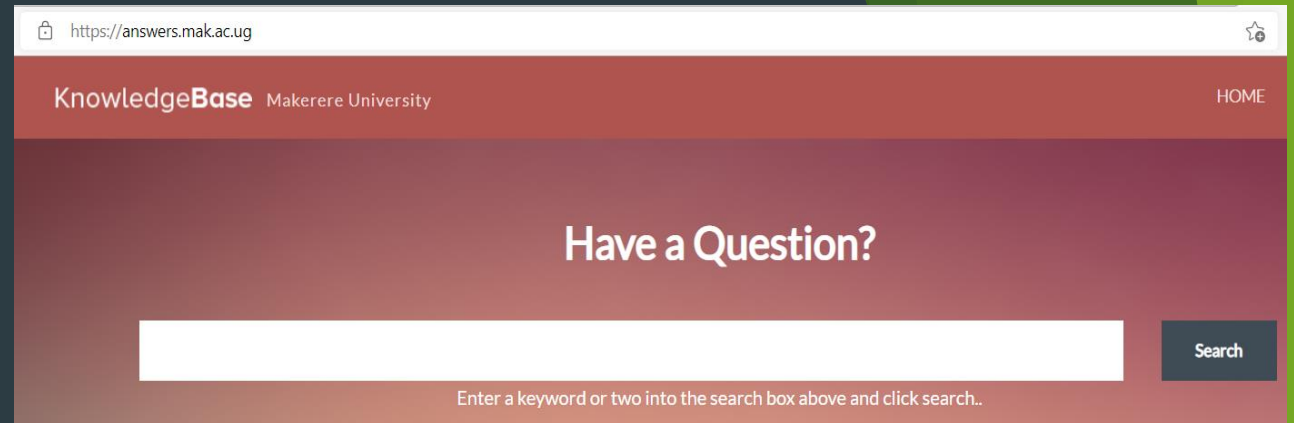 https://answers.mak.ac.ug
KnowledgeBase Makerere University HOME
Have a Question?
Search
Enter a keyword or two into the search box above and click search..